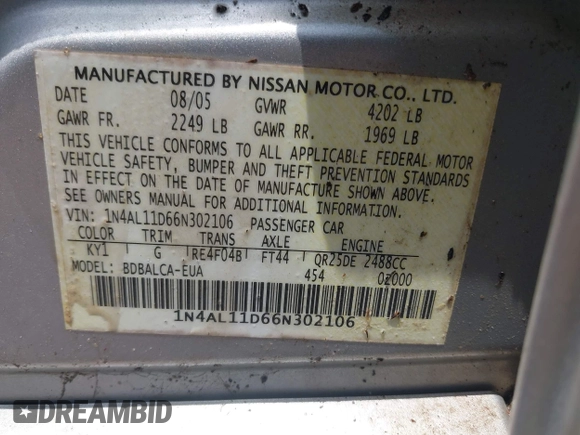 MANUFACTURED BY NISSAN MOTOR CO., LTD.
DATE 08/05 GVWR 4202 LB
GAWR FR. 2249 LB GAWR RR. 1969 LB
THIS VEHICLE CONFORMS TO ALL APPLICABLE FEDERAL MOTOR
VEHICLE SAFETY, BUMPER AND THEFT PREVENTION STANDARDS
IN EFFECT ON THE DATE OF MANUFACTURE SHOWN ABOVE.
SEE OWNERS MANUAL FOR ADDITIONAL INFORMATION.
VIN: 1N4AL11D66N302106 PASSENGER CAR
COLOR TRIM TRANS AXLE ENGINE
KY1 G RE4F04B FT44 QR25DE 2488CC
MODEL: BDBALCA-EUA 454 0Z000
1N4AL11D66N302106
DREAMBID